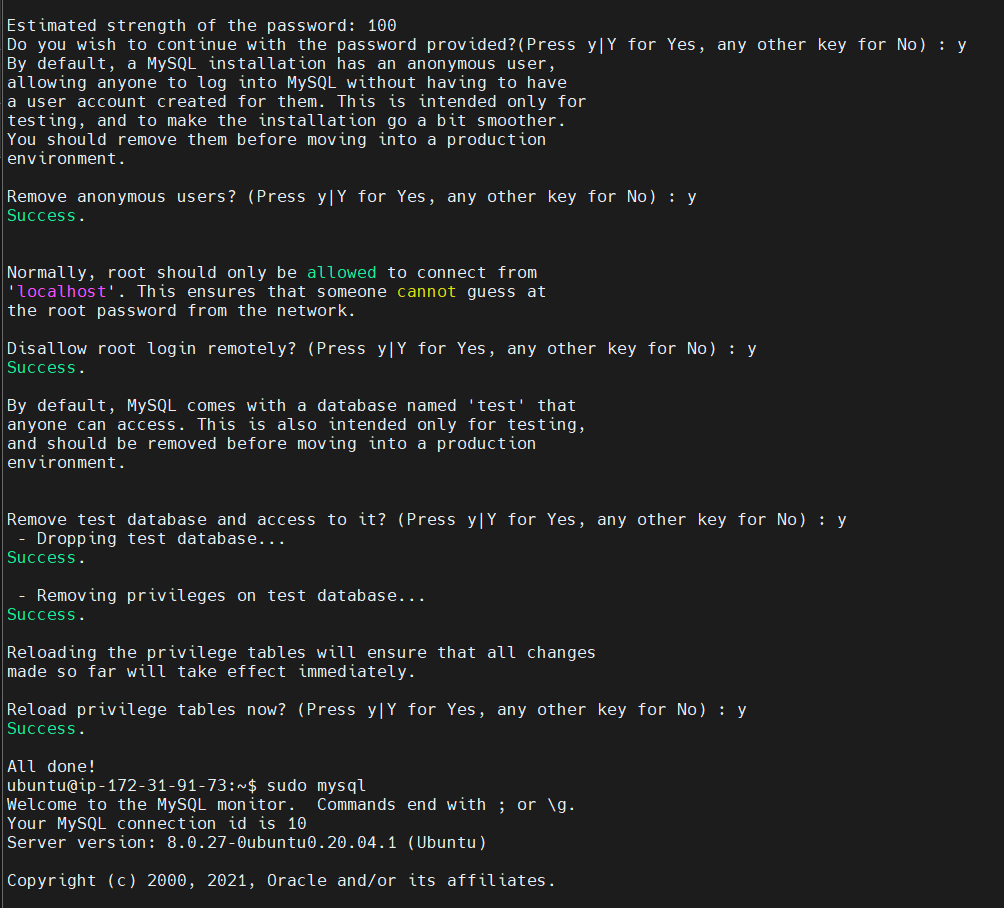 Estimated strength of the password: 100
Do you wish to continue with the password provided?(Press y|Y for Yes, any other key for No) : y
By default, a MySQL installation has an anonymous user,
allowing anyone to log into MySQL without having to have
a user account created for them. This is intended only for
testing, and to make the installation go a bit smoother.
You should remove them before moving into a production
environment.
Remove anonymous users? (Press y|Y for Yes, any other key for No) : y
Success.
Normally, root should only be allowed to connect from
'localhost'. This ensures that someone cannot guess at
the root password from the network.
Disallow root login remotely? (Press y|Y for Yes, any other key for No) : y
Success.
By default, MySQL comes with a database named 'test' that
anyone can access. This is also intended only for testing,
and should be removed before moving into a production
environment.
Remove test database and access to it? (Press y|Y for Yes, any other key for No) : y
 - Dropping test database...
Success.
 - Removing privileges on test database...
Success.
Reloading the privilege tables will ensure that all changes
made so far will take effect immediately.
Reload privilege tables now? (Press y|Y for Yes, any other key for No) : y
Success.
All done!
ubuntu@ip-172-31-91-73:~$ sudo mysql
Welcome to the MySQL monitor.  Commands end with ; or \g.
Your MySQL connection id is 10
Server version: 8.0.27-0ubuntu0.20.04.1 (Ubuntu)
Copyright (c) 2000, 2021, Oracle and/or its affiliates.